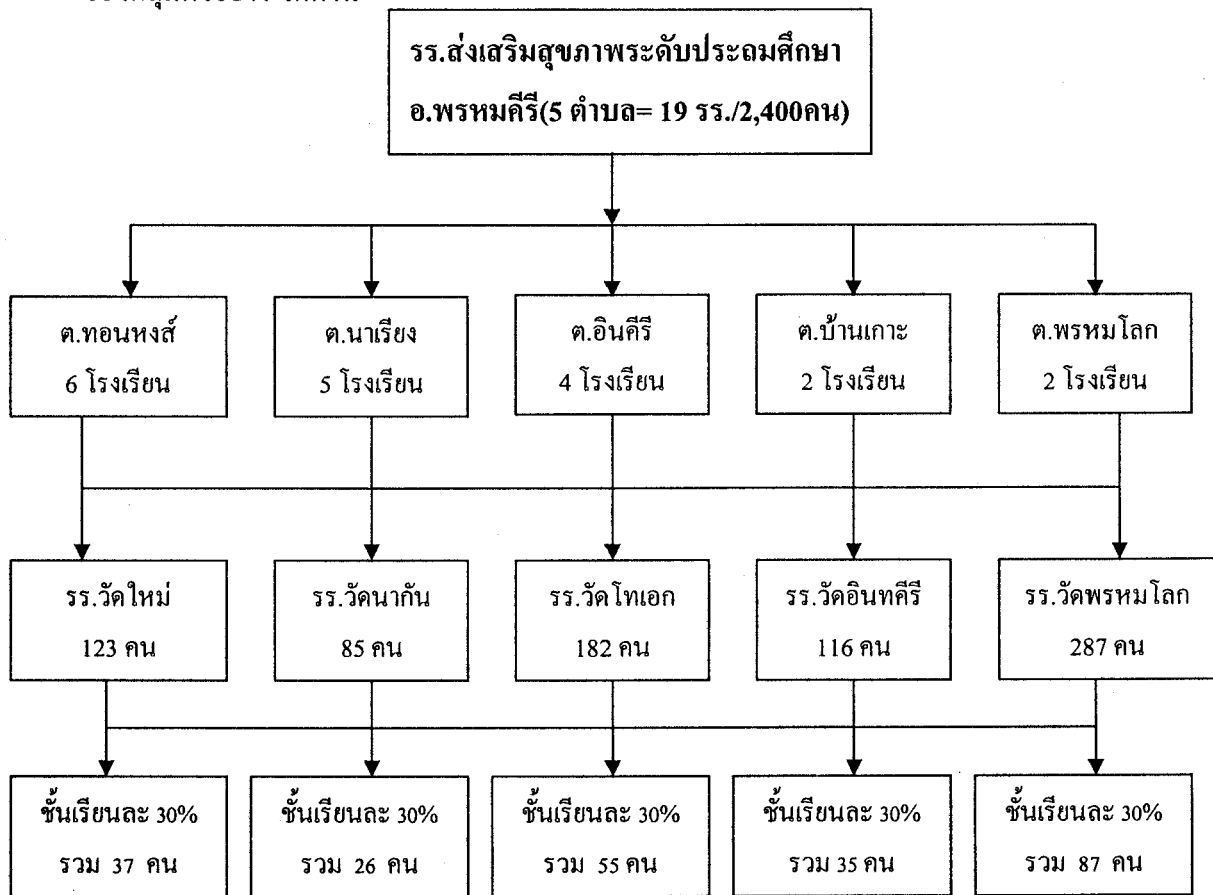 รร.ส่งเสริมสุขภาพระดับประถมศึกษา
อ.พรหมคีรี(5 ตำบล= 19 รร./2,400คน)
ต.ทอนหงส์
6 โรงเรียน
ต.นาเรียง
5 โรงเรียน
ต.อินคีรี
4 โรงเรียน
ต.บ้านเกาะ
2 โรงเรียน
ต.พรหมโลก
2 โรงเรียน
รร.วัดใหม่
123 คน
รร.วัดนากัน
85 คน
รร.วัดโทเอก
182 คน
รร.วัดอินทคีรี
116 คน
รร.วัดพรหมโลก
287 คน
ชั้นเรียนละ 30%
รวม 37 คน
ชั้นเรียนละ 30%
รวม 26 คน
ชั้นเรียนละ 30%
รวม 55 คน
ชั้นเรียนละ 30%
รวม 35 คน
ชั้นเรียนละ 30%
รวม 87 คน